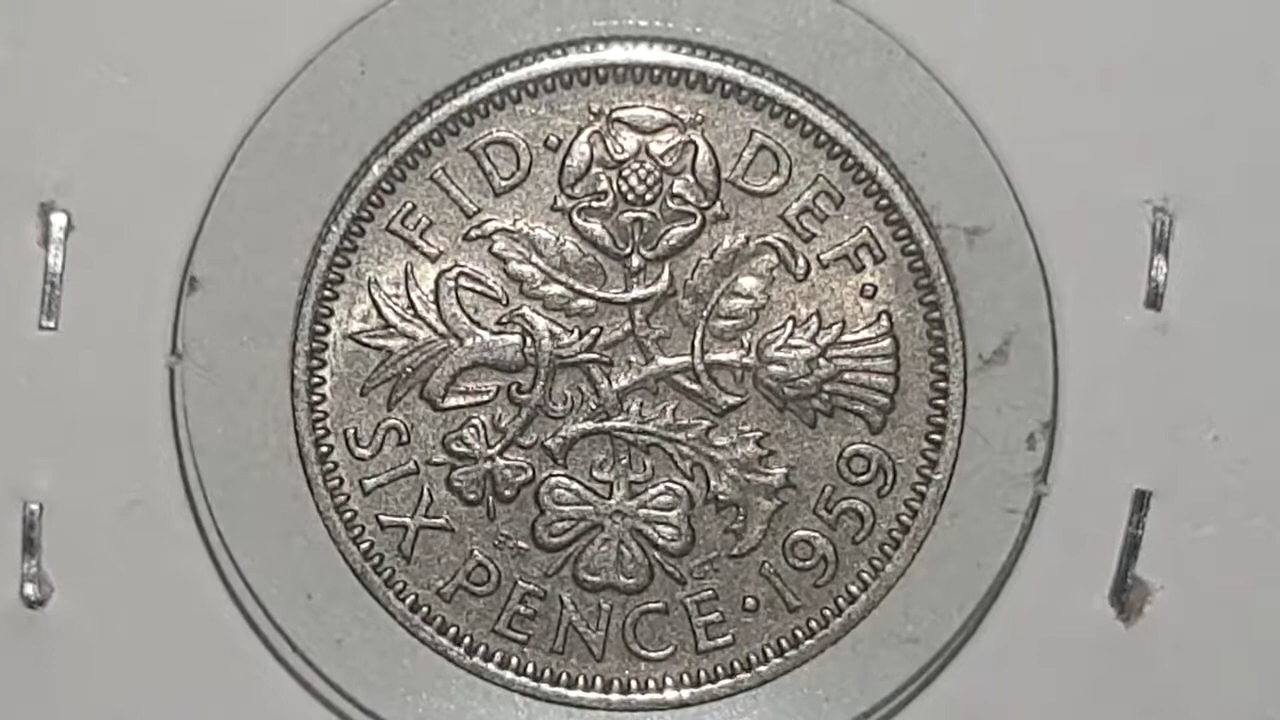 FID · DEF ·
SIX PENCE · 1959